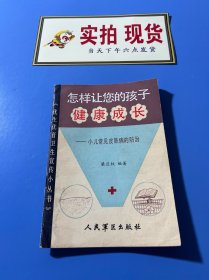 实拍 现货
当天下午六点发货
怎样让您的孩子
健康成长
——小儿常见皮肤病的防治
编著
人民军医出版社